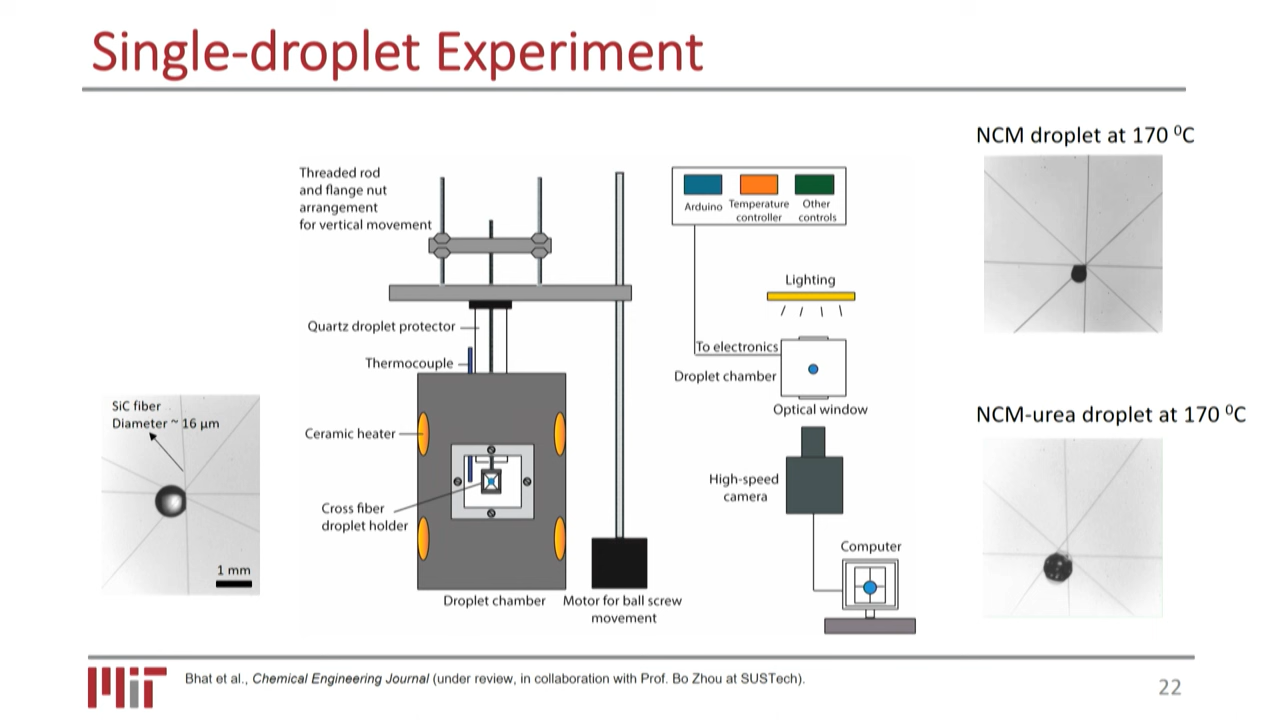 Single-droplet Experiment
Threaded rod
and flange nut
arrangement
for vertical movement
Quartz droplet protector
Thermocouple
Ceramic heater
Cross fiber
droplet holder
Droplet chamber
Motor for ball screw
movement
SiC fiber
Diameter ~ 16 μm
1 mm
Arduino
Temperature
controller
Other
controls
Lighting
To electronics
Droplet chamber
Optical window
High-speed
camera
Computer
NCM droplet at 170 ⁰C
NCM-urea droplet at 170 ⁰C
MIT
Bhat et al., Chemical Engineering Journal (under review, in collaboration with Prof. Bo Zhou at SUSTech).
22